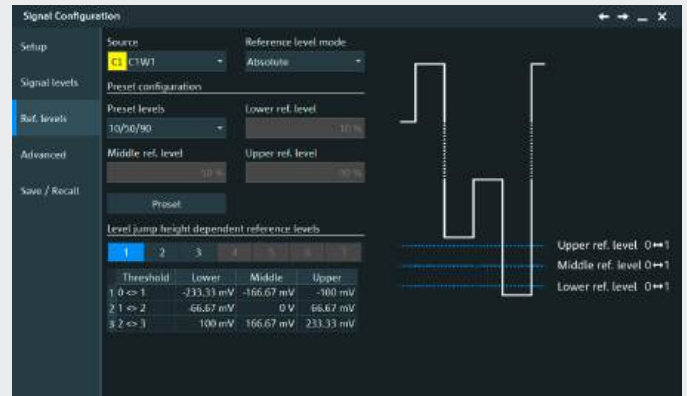 Signal Configuration
Setup
Signal levels
Ref. levels
Advanced
Save / Recall
Source
Reference level mode
C1 C1W1
Absolute
Preset configuration
Preset levels
Lower ref. level
10/50/90
10 %
Middle ref. level
Upper ref. level
50 %
90 %
Preset
Level jump height dependent reference levels
1 2 3 4 5 6 7
Threshold Lower Middle Upper
1 0 <> 1 -233.33 mV -166.67 mV -100 mV
2 1 <> 2 -66.67 mV 0 V 66.67 mV
3 2 <> 3 100 mV 166.67 mV 233.33 mV
Upper ref. level 0↔1
Middle ref. level 0↔1
Lower ref. level 0↔1